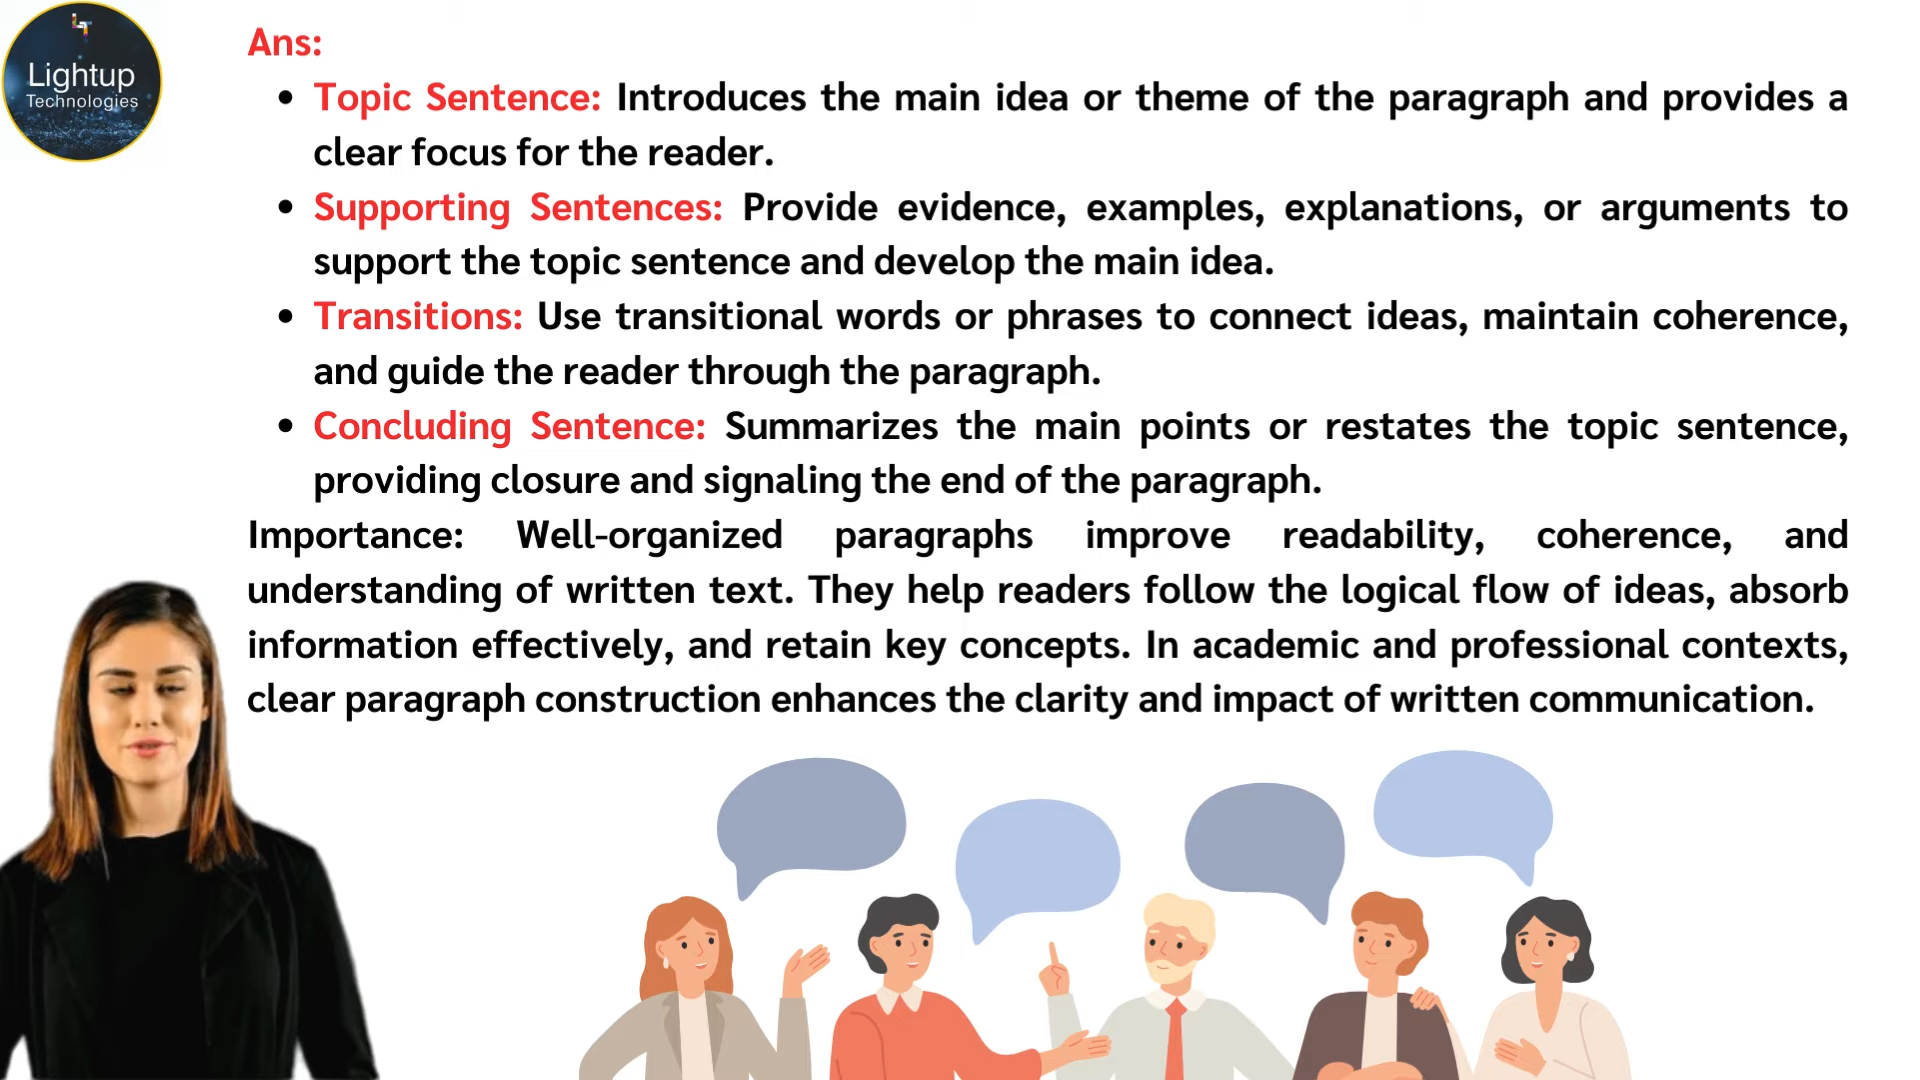 Lightup
Technologies
Ans:
• Topic Sentence: Introduces the main idea or theme of the paragraph and provides a
clear focus for the reader.
• Supporting Sentences: Provide evidence, examples, explanations, or arguments to
support the topic sentence and develop the main idea.
• Transitions: Use transitional words or phrases to connect ideas, maintain coherence,
and guide the reader through the paragraph.
• Concluding Sentence: Summarizes the main points or restates the topic sentence,
providing closure and signaling the end of the paragraph.
Importance: Well-organized paragraphs improve readability, coherence, and
understanding of written text. They help readers follow the logical flow of ideas, absorb
information effectively, and retain key concepts. In academic and professional contexts,
clear paragraph construction enhances the clarity and impact of written communication.